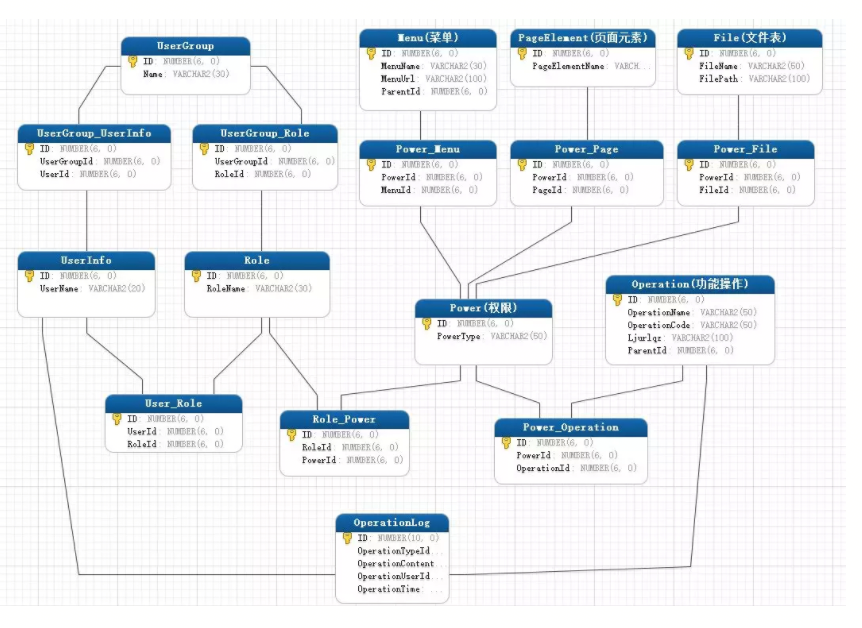 UserGroup
ID: NUMBER(6, 0)
Name: VARCHAR2(30)
Menu(菜单)
ID: NUMBER(6, 0)
MenuName: VARCHAR2(30)
MenuUrl: VARCHAR2(100)
ParentId: NUMBER(6, 0)
PageElement(页面元素)
ID: NUMBER(6, 0)
PageElementName: VARCH...
File(文件表)
ID: NUMBER(6, 0)
FileName: VARCHAR2(50)
FilePath: VARCHAR2(100)
UserGroup_UserInfo
ID: NUMBER(6, 0)
UserGroupId: NUMBER(6, 0)
UserId: NUMBER(6, 0)
UserGroup_Role
ID: NUMBER(6, 0)
UserGroupId: NUMBER(6, 0)
RoleId: NUMBER(6, 0)
Power_Menu
ID: NUMBER(6, 0)
PowerId: NUMBER(6, 0)
MenuId: NUMBER(6, 0)
Power_Page
ID: NUMBER(6, 0)
PowerId: NUMBER(6, 0)
PageId: NUMBER(6, 0)
Power_File
ID: NUMBER(6, 0)
PowerId: NUMBER(6, 0)
FileId: NUMBER(6, 0)
UserInfo
ID: NUMBER(6, 0)
UserName: VARCHAR2(20)
Role
ID: NUMBER(6, 0)
RoleName: VARCHAR2(30)
Power(权限)
ID: NUMBER(6, 0)
PowerType: VARCHAR2(50)
Operation(功能操作)
ID: NUMBER(6, 0)
OperationName: VARCHAR2(50)
OperationCode: VARCHAR2(50)
Ljurlqz: VARCHAR2(100)
ParentId: NUMBER(6, 0)
User_Role
ID: NUMBER(6, 0)
UserId: NUMBER(6, 0)
RoleId: NUMBER(6, 0)
Role_Power
ID: NUMBER(6, 0)
RoleId: NUMBER(6, 0)
PowerId: NUMBER(6, 0)
Power_Operation
ID: NUMBER(6, 0)
PowerId: NUMBER(6, 0)
OperationId: NUMBER(6, 0)
OperationLog
ID: NUMBER(10, 0)
OperationTypeId...
OperationContent
OperationUserId...
OperationTime: ...